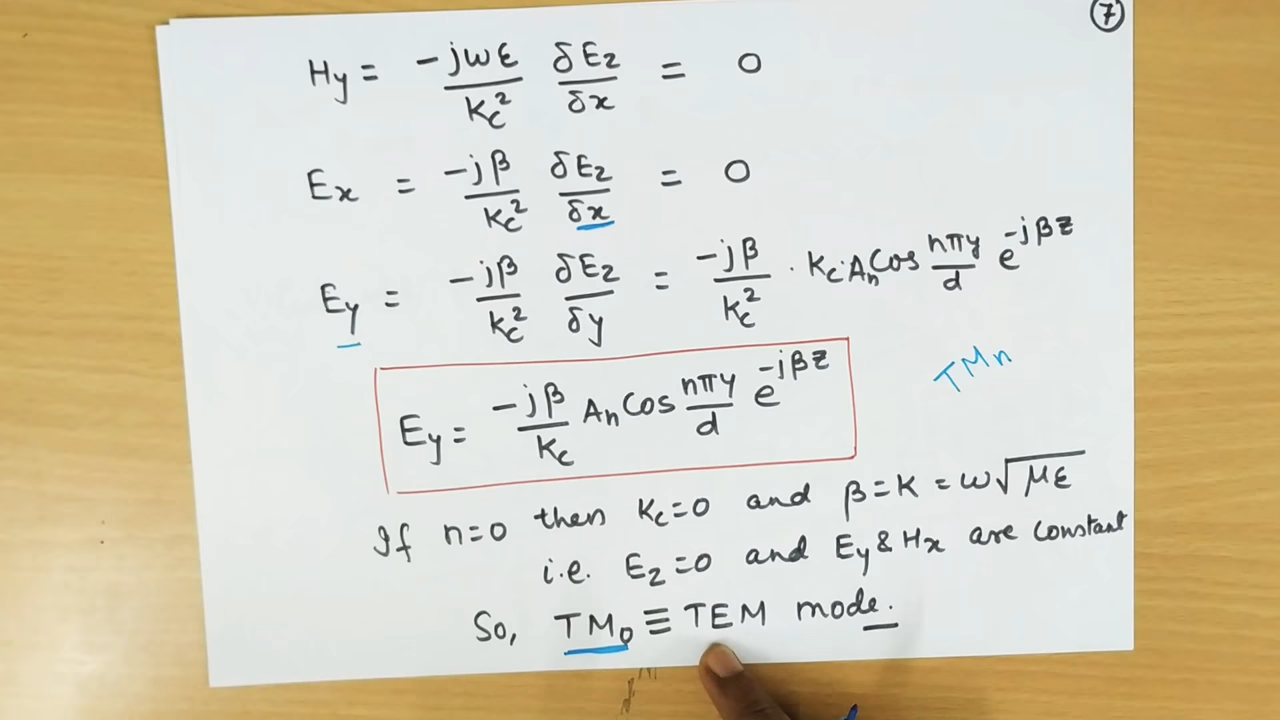 7
Hy = -jωε/kc² δEz/δx = 0
Ex = -jβ/kc² δEz/δx = 0
Ey = -jβ/kc² δEz/δy = -jβ/kc² · kc·An Cos nπy/d e^-jβz
Ey = -jβ/kc An Cos nπy/d e^-jβz
TMn
If n=0 then kc=0 and β=K=ω√με
i.e. Ez=0 and Ey & Hx are constant
So, TM0 ≡ TEM mode.